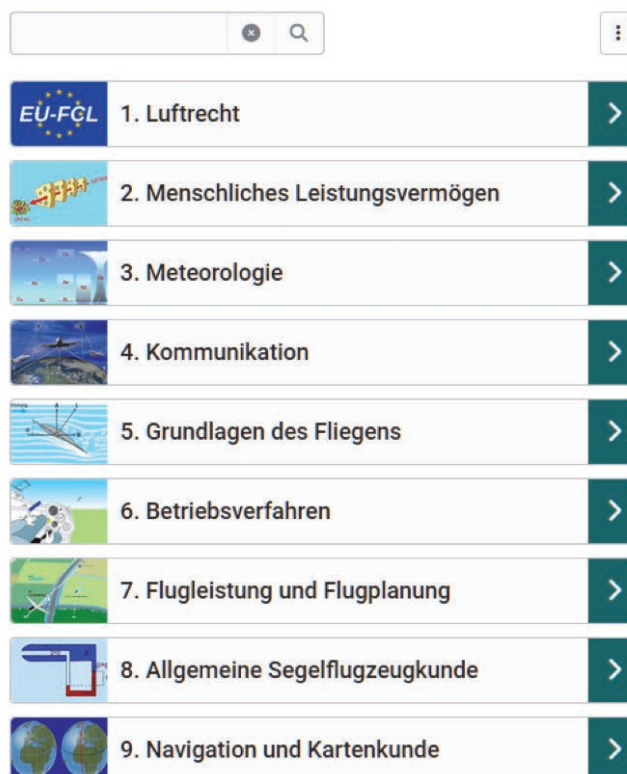 EU-FCL
1. Luftrecht
2. Menschliches Leistungsvermögen
3. Meteorologie
4. Kommunikation
5. Grundlagen des Fliegens
6. Betriebsverfahren
7. Flugleistung und Flugplanung
8. Allgemeine Segelflugzeugkunde
9. Navigation und Kartenkunde